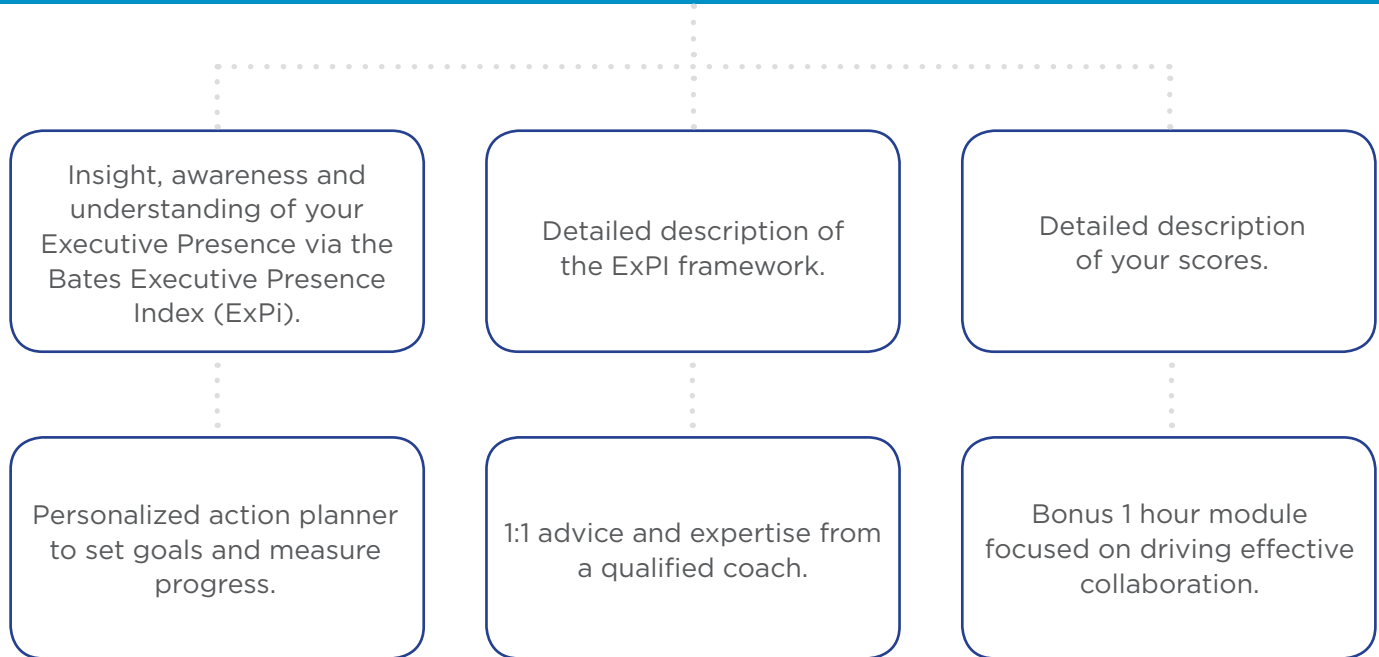 Insight, awareness and
understanding of your
Executive Presence via the
Bates Executive Presence
Index (ExPi).
Detailed description of
the ExPI framework.
Detailed description
of your scores.
Personalized action planner
to set goals and measure
progress.
1:1 advice and expertise from
a qualified coach.
Bonus 1 hour module
focused on driving effective
collaboration.